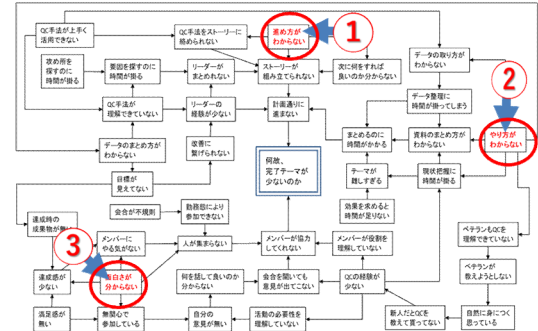 QC手法が上手く
活用できない
QC手法をストーリーに
絡められない
進め方が
わからない
①
攻め所を
探すのに
時間が掛る
要因を探すのに
時間が掛る
リーダーが
まとめられない
ストーリーが
組み立てられない
次に何をすれば
良いのか分からない
データの取り方が
わからない
②
QC手法が
理解できていない
リーダーの
経験が少ない
計画通りに
進まない
データ整理に
時間が掛ってしまう
まとめるのに
時間がかかる
資料のまとめ方が
わからない
やり方が
わからない
データのまとめ方が
わからない
改善に
繋げられない
何故、
完了テーマが
少ないのか
目標が
見えてない
テーマが
難しすぎる
現状把握に
時間が掛る
効果を求めると
時間が足りない
達成時の
成果物が無い
会合が不規則
勤務都により
参加できない
③
メンバーに
やる気がない
人が集まらない
メンバーが協力
してくれない
メンバーが役割を
理解していない
ベテランもQCを
理解できていない
達成感が
少ない
面白さが
分からない
何を話して良いのか
分からない
会合を開いても
意見が出てこない
QCの経験が
少ない
ベテランが
教えようとしない
満足感が
無い
無関心で
参加している
自分の
意見が無い
活動の必要性を
理解していない
新人だとQCを
教えて貰ってない
自然に身につくと
思っている